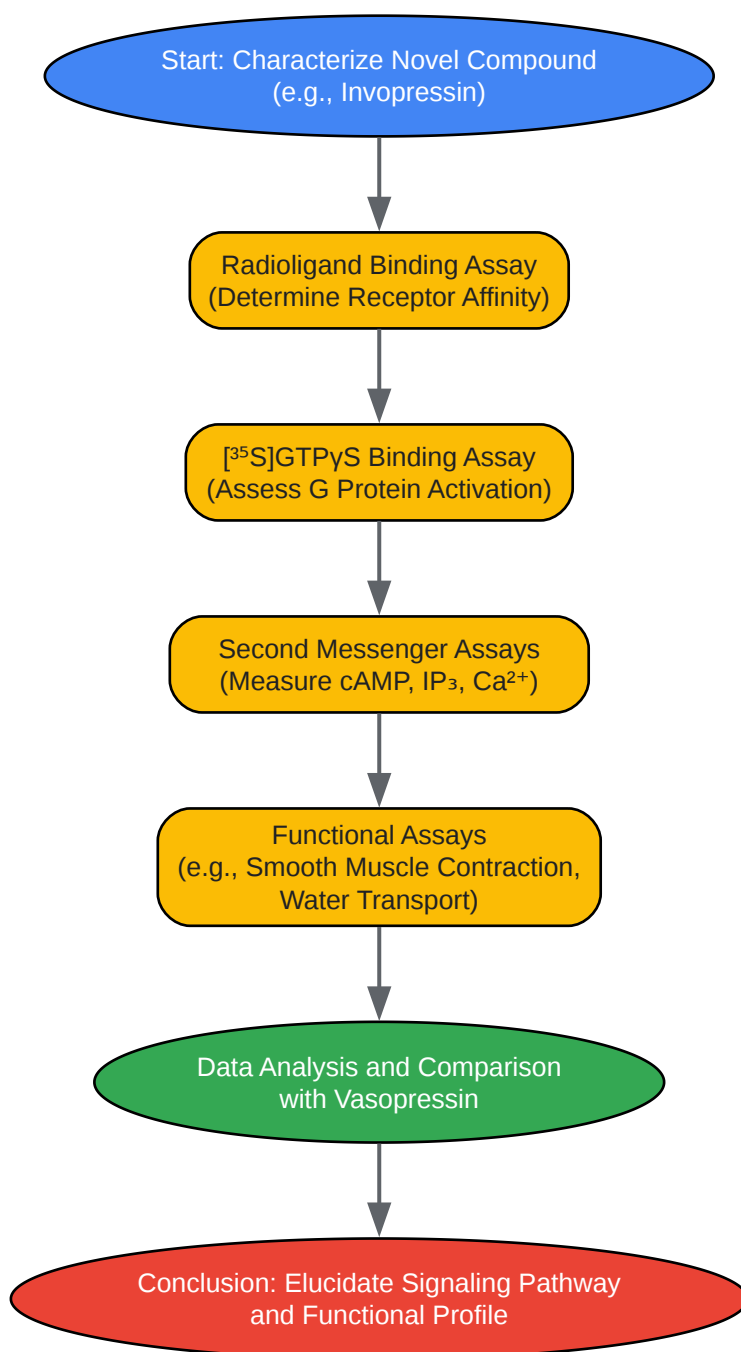 Start: Characterize Novel Compound
(e.g., Invopressin)
Radioligand Binding Assay
(Determine Receptor Affinity)
[³⁵S]GTPγS Binding Assay
(Assess G Protein Activation)
Second Messenger Assays
(Measure cAMP, IP₃, Ca²⁺)
Functional Assays
(e.g., Smooth Muscle Contraction,
Water Transport)
Data Analysis and Comparison
with Vasopressin
Conclusion: Elucidate Signaling Pathway
and Functional Profile